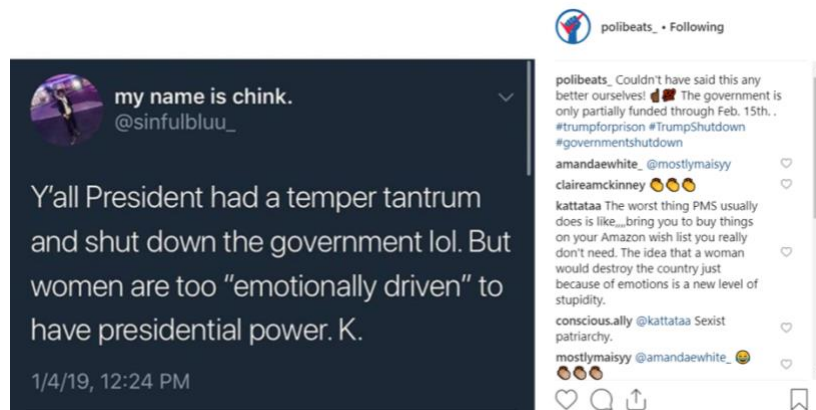 my name is chink.
@sinfulbluu_
Y'all President had a temper tantrum
and shut down the government lol. But
women are too "emotionally driven" to
have presidential power. K.
1/4/19, 12:24 PM
polibeats_ • Following
polibeats_ Couldn't have said this any
better ourselves! ☝🏿💯 The government is
only partially funded through Feb. 15th. .
#trumpforprison #TrumpShutdown
#governmentshutdown
amandaewhite_ @mostlymaisyy
claireamckinney 👏👏👏
kattataa The worst thing PMS usually
does is like,,,,bring you to buy things
on your Amazon wish list you really
don't need. The idea that a woman
would destroy the country just
because of emotions is a new level of
stupidity.
conscious.ally @kattataa Sexist
patriarchy.
mostlymaisyy @amandaewhite_ 😂
👏🏽👏🏽👏🏽